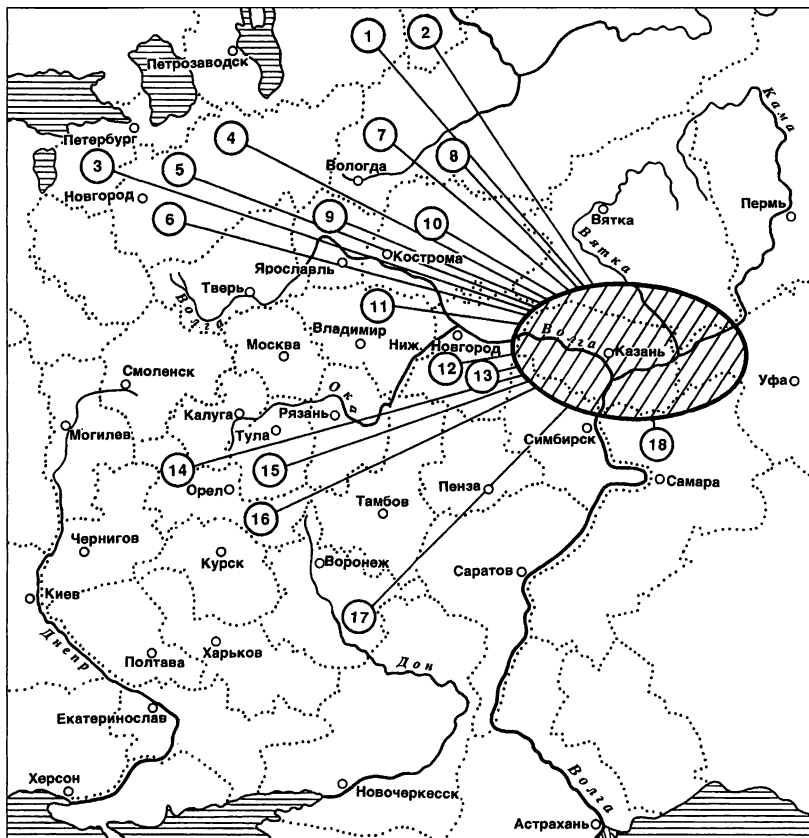 1
2
Петрозаводск
Кама
Петербург
3
5
4
7
8
Вологда
Новгород
6
9
10
Вятка
Пермь
Вятка
Кострома
Ярославль
Тверь
Волга
11
Владимир
Москва
Ниж. Новгород
Волга
Казань
12
13
Смоленск
Ока
Уфа
Калуга
Рязань
Тула
Могилев
Симбирск
18
14
15
Орел
Пенза
Самара
Тамбов
16
Чернигов
Курск
Воронеж
Саратов
Киев
17
Днепр
Полтава
Харьков
Дон
Екатеринослав
Херсон
Новочеркесск
Волга
Астрахань